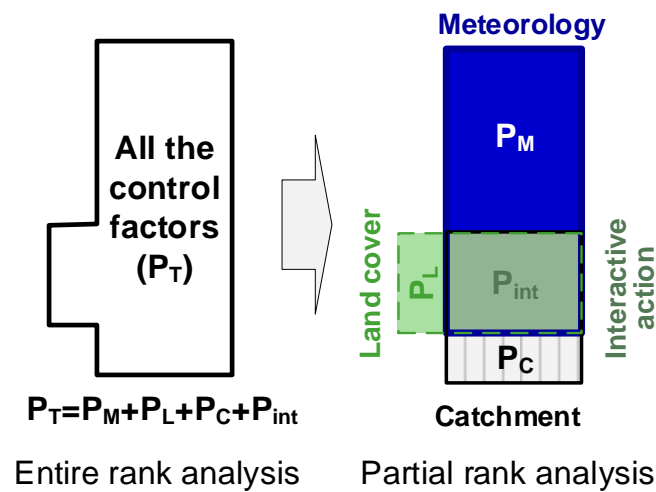 Meteorology
All the
control
factors
(P_T)
P_M
Land cover
P_L
P_int
Interactive
action
P_C
P_T=P_M+P_L+P_C+P_int
Catchment
Entire rank analysis
Partial rank analysis